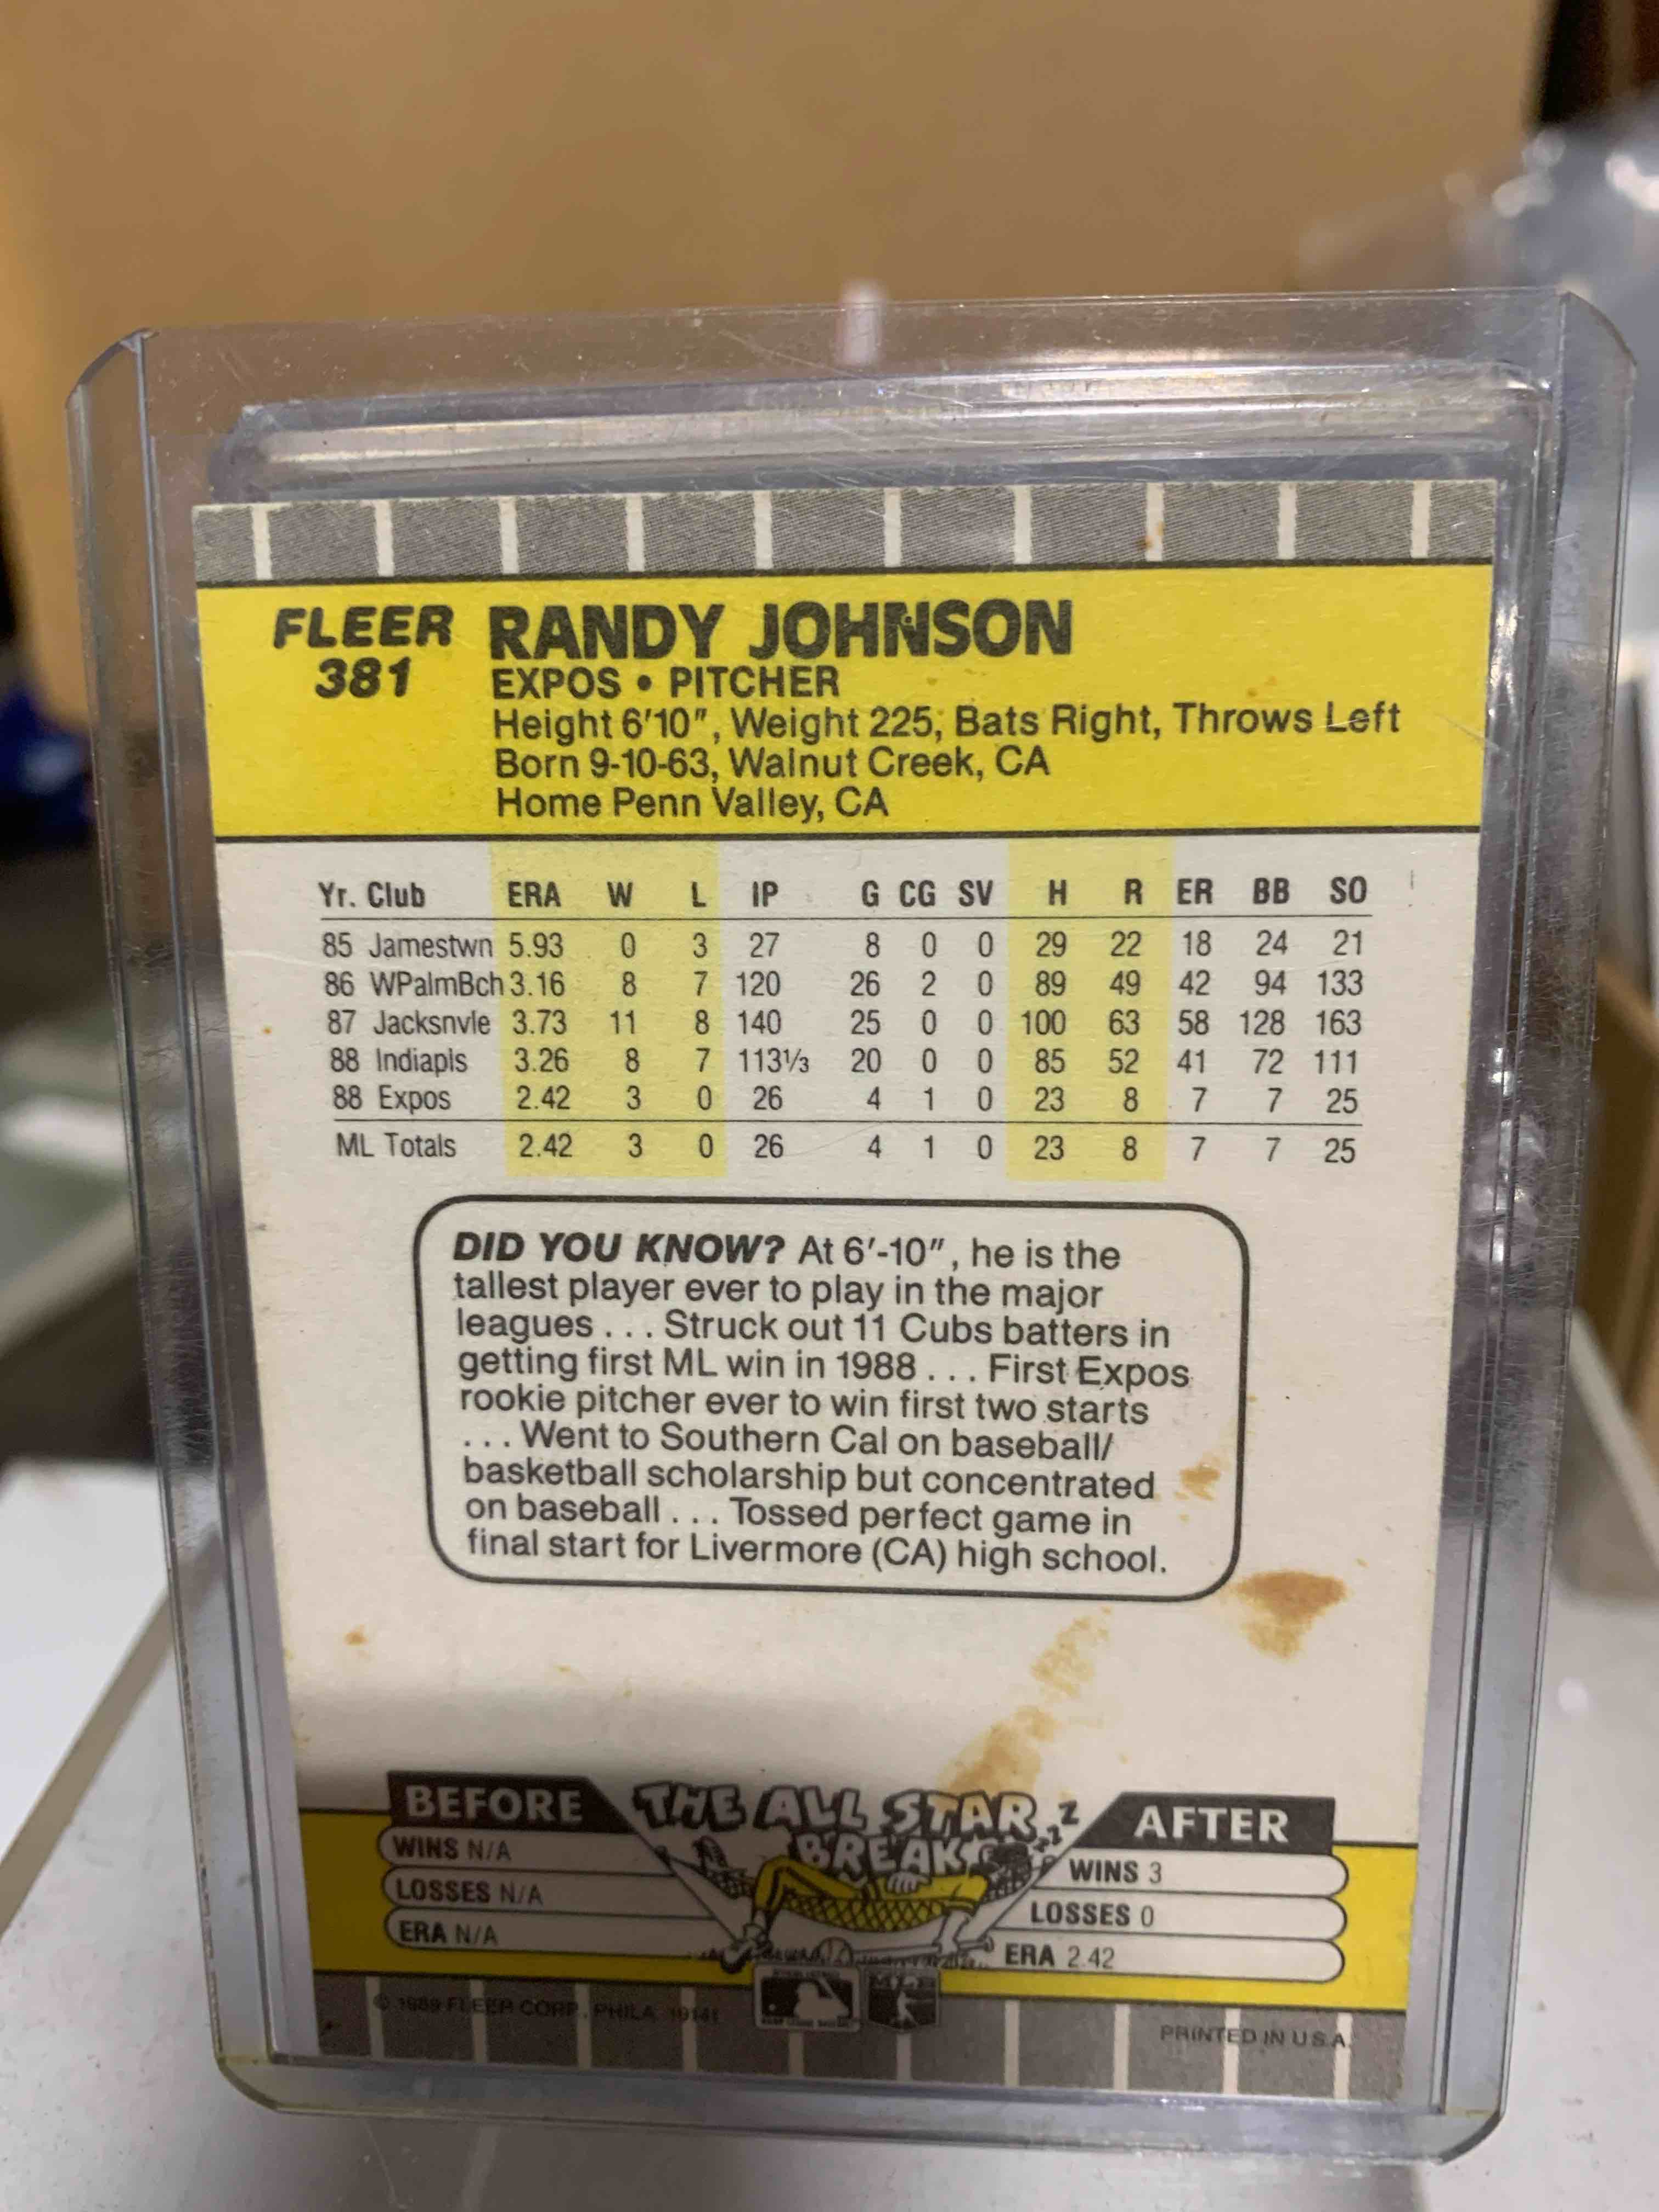 FLEER RANDY JOHNSON
381 EXPOS • PITCHER
Height 6'10", Weight 225, Bats Right, Throws Left
Born 9-10-63, Walnut Creek, CA
Home Penn Valley, CA
Yr. Club ERA W L IP G CG SV H R ER BB SO
85 Jamestwn 5.93 0 3 27 8 0 0 29 22 18 24 21
86 WPalmBch 3.16 8 7 120 26 2 0 89 49 42 94 133
87 Jacksnvle 3.73 11 8 140 25 0 0 100 63 58 128 163
88 Indiapls 3.26 8 7 113⅓ 20 0 0 85 52 41 72 111
88 Expos 2.42 3 0 26 4 1 0 23 8 7 7 25
ML Totals 2.42 3 0 26 4 1 0 23 8 7 7 25
DID YOU KNOW? At 6'-10", he is the
tallest player ever to play in the major
leagues . . . Struck out 11 Cubs batters in
getting first ML win in 1988 . . . First Expos
rookie pitcher ever to win first two starts
. . . Went to Southern Cal on baseball/
basketball scholarship but concentrated
on baseball . . . Tossed perfect game in
final start for Livermore (CA) high school.
BEFORE THE ALL STAR BREAK AFTER
WINS N/A
LOSSES N/A
ERA N/A
ZZZ
WINS 3
LOSSES 0
ERA 2.42
© 1989 FLEER CORP., PHILA. 19141
MLB
PRINTED IN U.S.A.